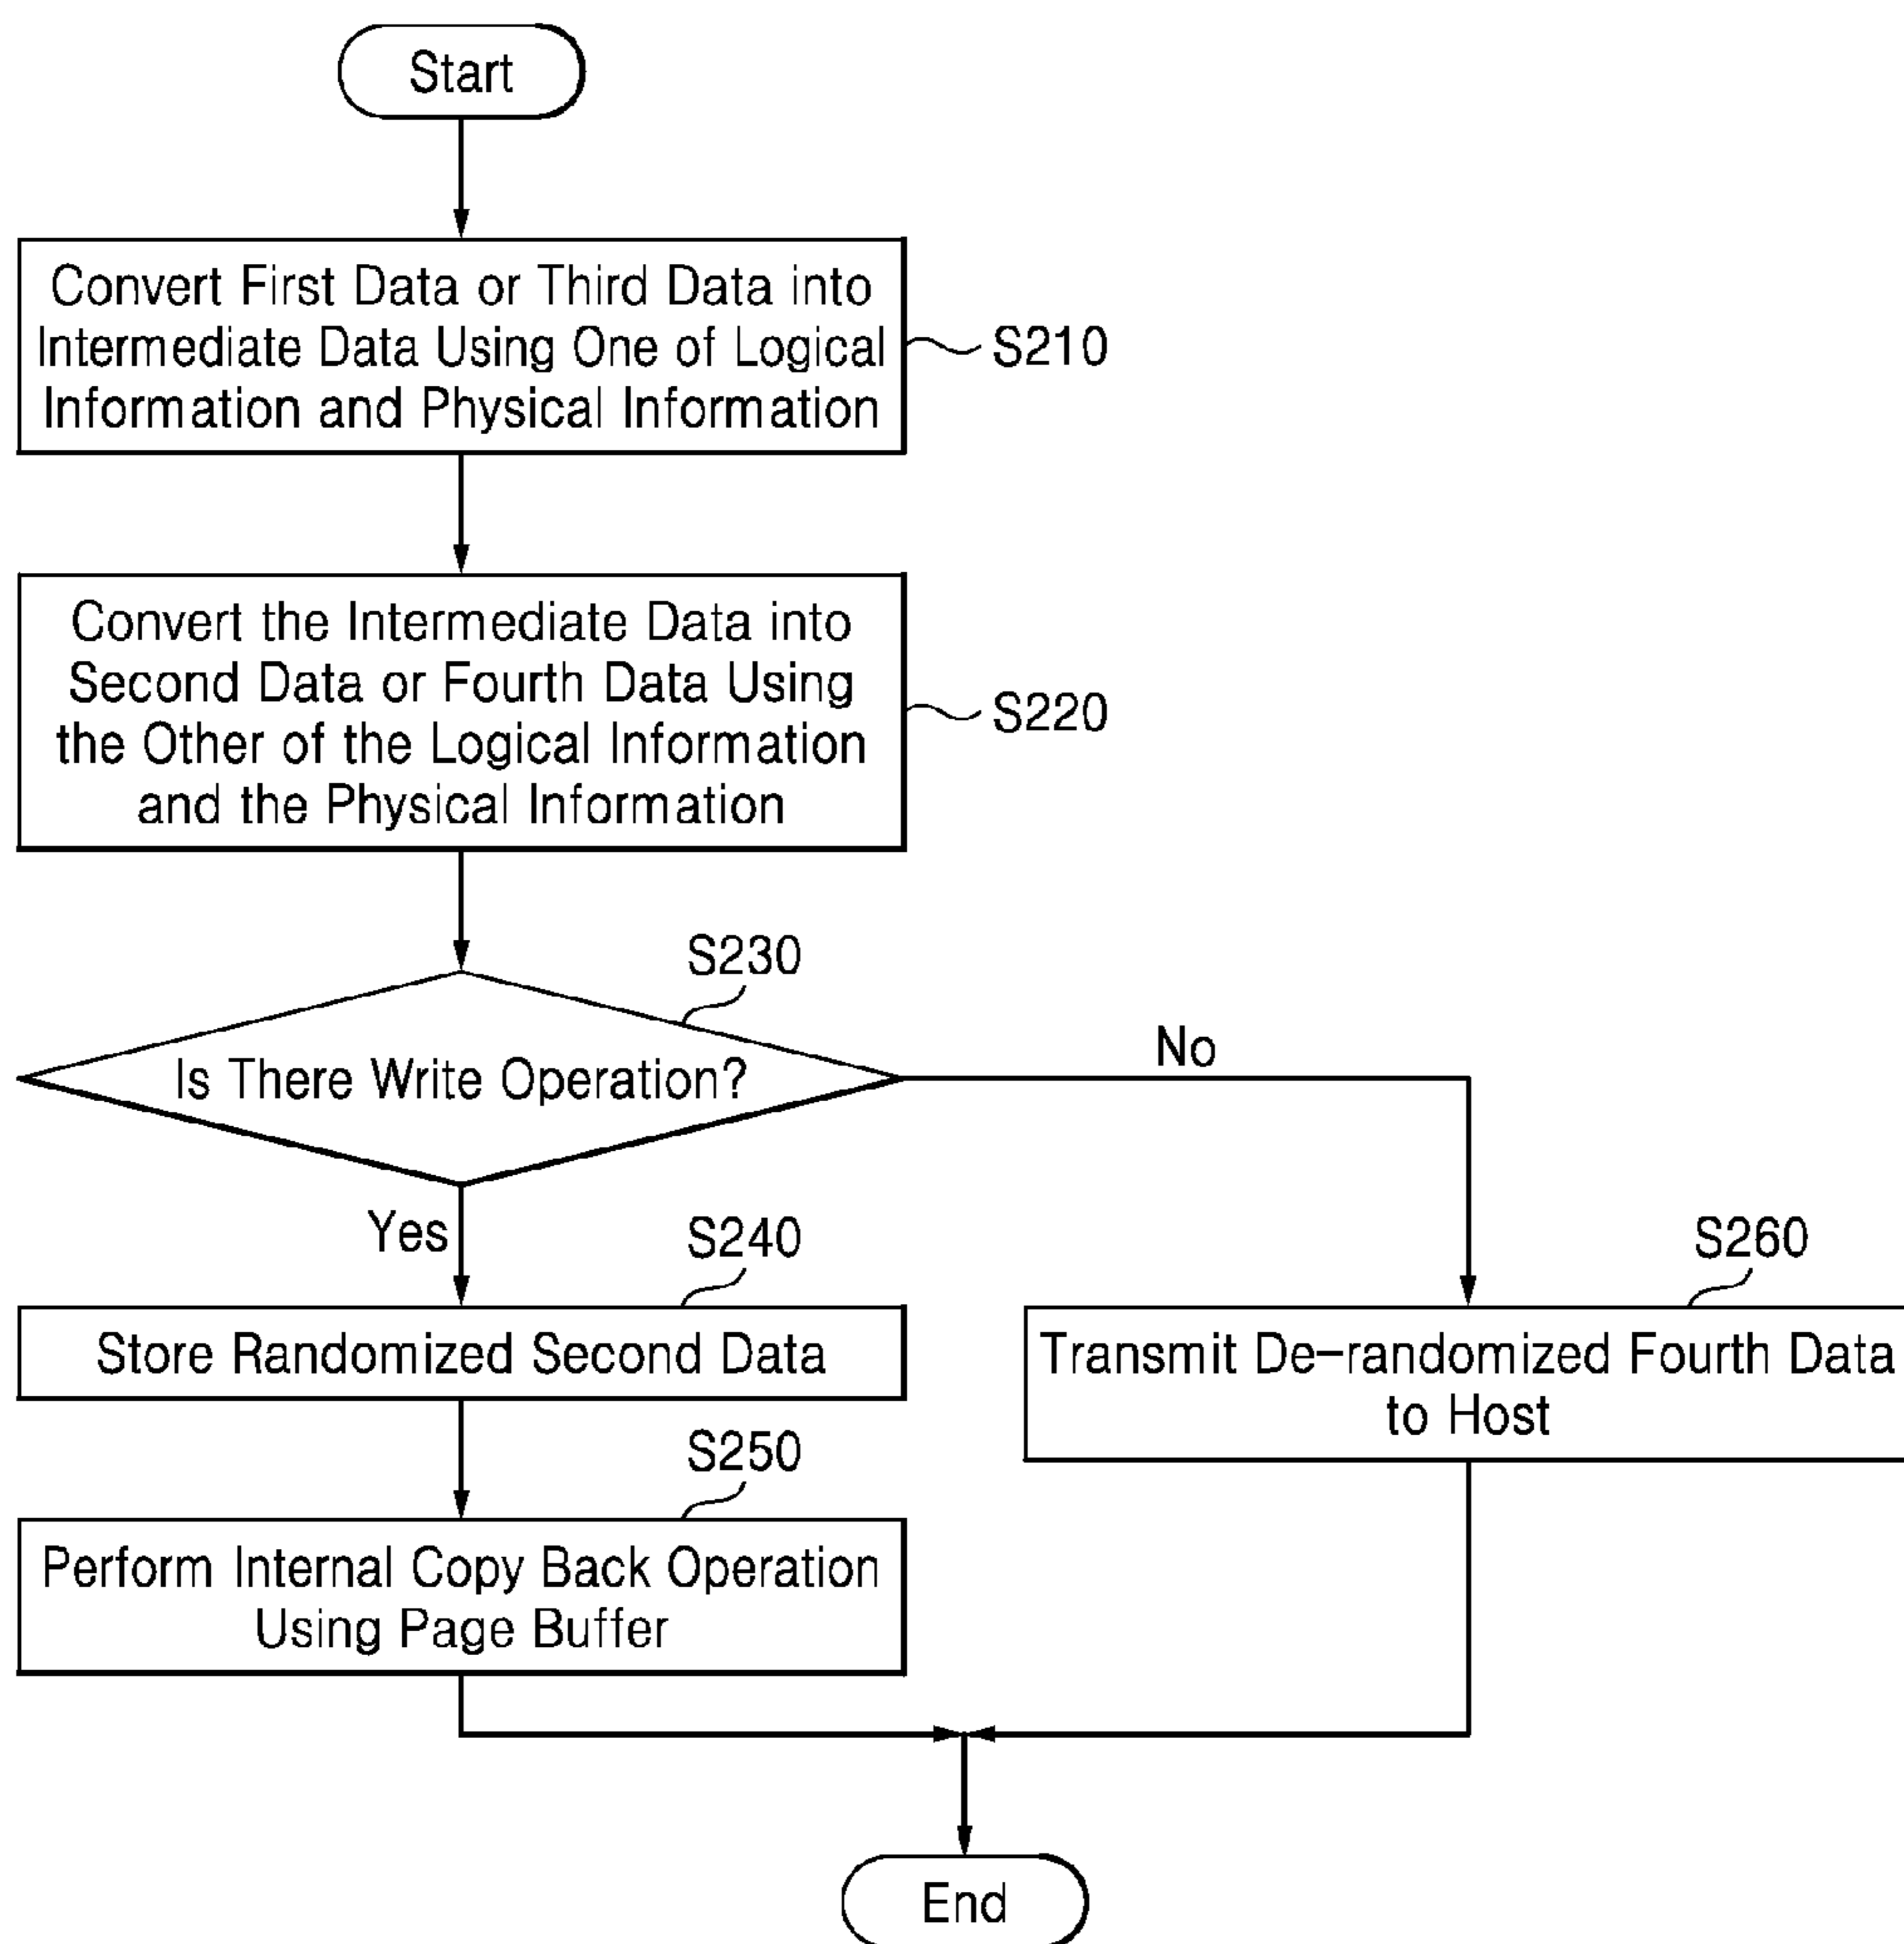 Start
Convert First Data or Third Data into
Intermediate Data Using One of Logical
Information and Physical Information
S210
Convert the Intermediate Data into
Second Data or Fourth Data Using
the Other of the Logical Information
and the Physical Information
S220
S230
Is There Write Operation?
No
Yes
S240
Store Randomized Second Data
S260
Transmit De-randomized Fourth Data
to Host
S250
Perform Internal Copy Back Operation
Using Page Buffer
End